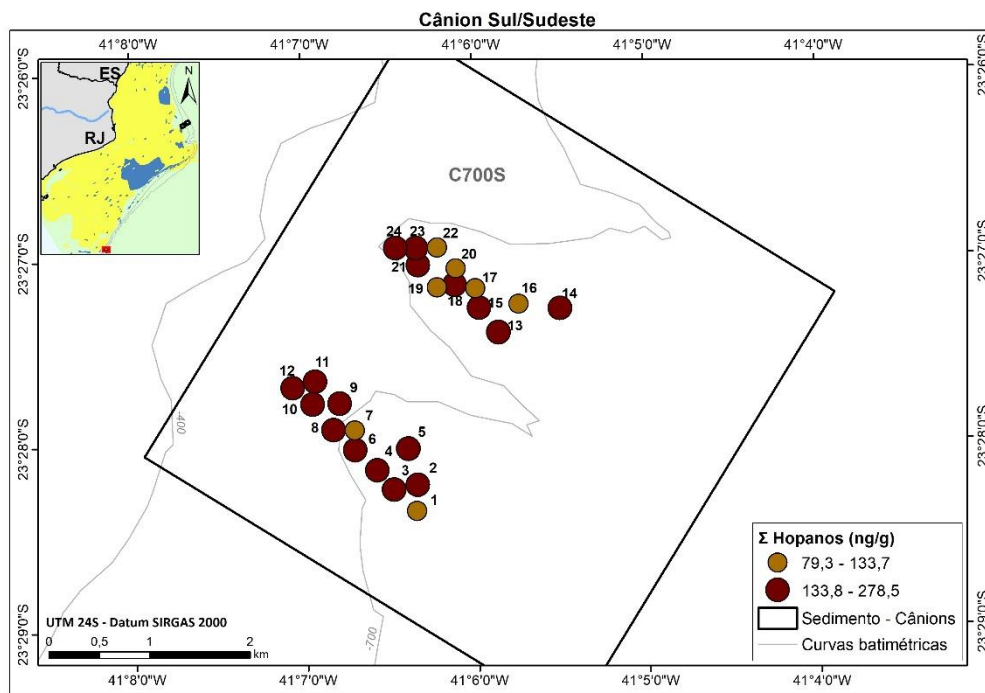 Cânion Sul/Sudeste
41°8'0"W 41°7'0"W 41°6'0"W 41°5'0"W 41°4'0"W
23°26'0"S 23°26'0"S
ES
N
RJ
C700S
24 23 22
20
21
19 17
18 16 14
15
13
23°27'0"S 23°27'0"S
11
12
9
10
7
8
6 5
4
3 2
1
-400
23°28'0"S 23°28'0"S
Σ Hopanos (ng/g)
79,3 - 133,7
133,8 - 278,5
Sedimento - Cânions
Curvas batimétricas
UTM 24S - Datum SIRGAS 2000
0 0,5 1 2
km
-700
23°29'0"S 23°29'0"S
41°8'0"W 41°7'0"W 41°6'0"W 41°5'0"W 41°4'0"W